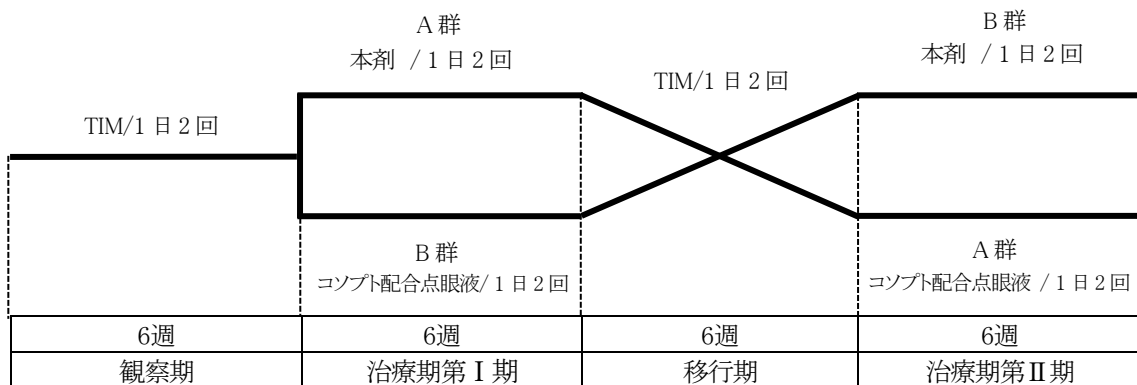 A 群
本剤 /1日2回
B 群
本剤 /1日2回
TIM/1日2回
TIM/1日2回
B 群
コソプト配合点眼液/1日2回
A 群
コソプト配合点眼液 /1日2回
6週 6週 6週 6週
観察期 治療期第Ⅰ期 移行期 治療期第Ⅱ期